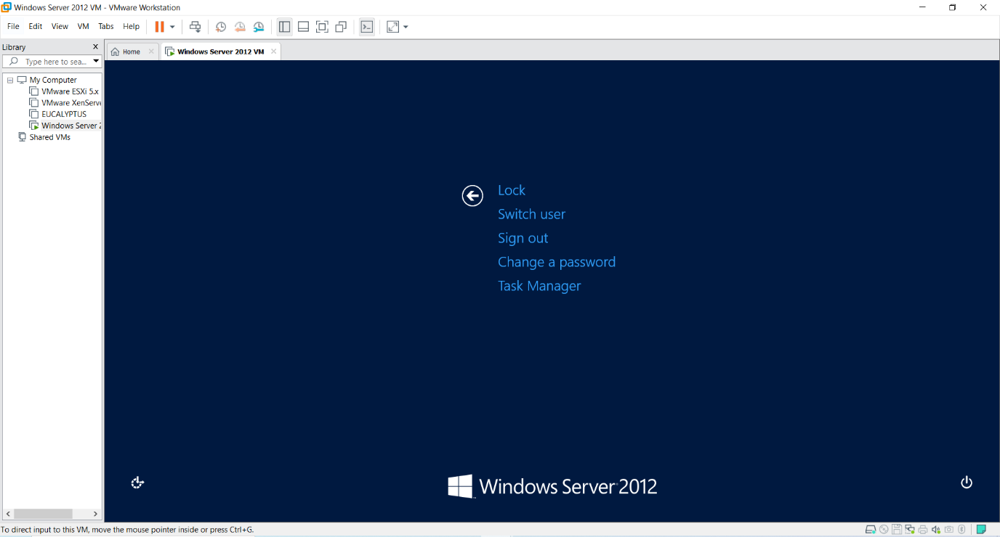 Windows Server 2012 VM - VMware Workstation
File Edit View VM Tabs Help
Library
Type here to sea...
Home
Windows Server 2012 VM
My Computer
VMware ESXi 5.x
VMware XenServe
EUCALYPTUS
Windows Server 2
Shared VMs
Lock
Switch user
Sign out
Change a password
Task Manager
Windows Server 2012
To direct input to this VM, move the mouse pointer inside or press Ctrl+G.